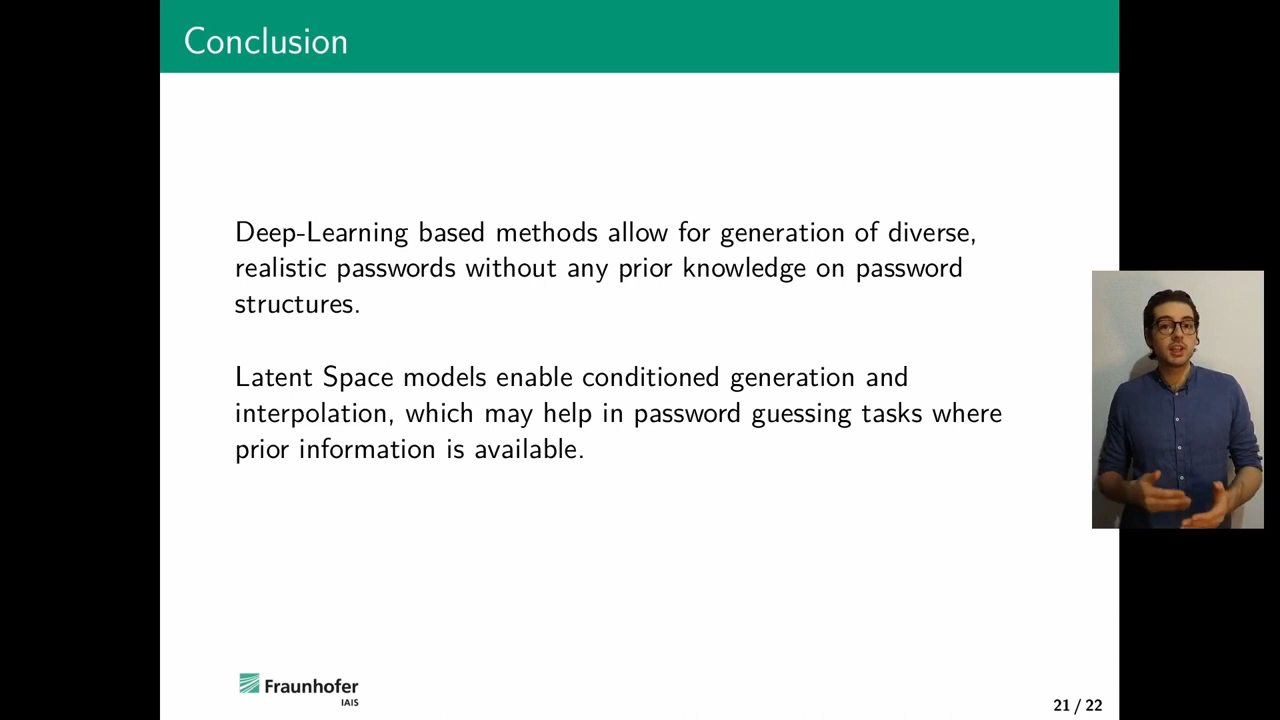 Conclusion
Deep-Learning based methods allow for generation of diverse,
realistic passwords without any prior knowledge on password
structures.
Latent Space models enable conditioned generation and
interpolation, which may help in password guessing tasks where
prior information is available.
Fraunhofer
IAIS
21 / 22